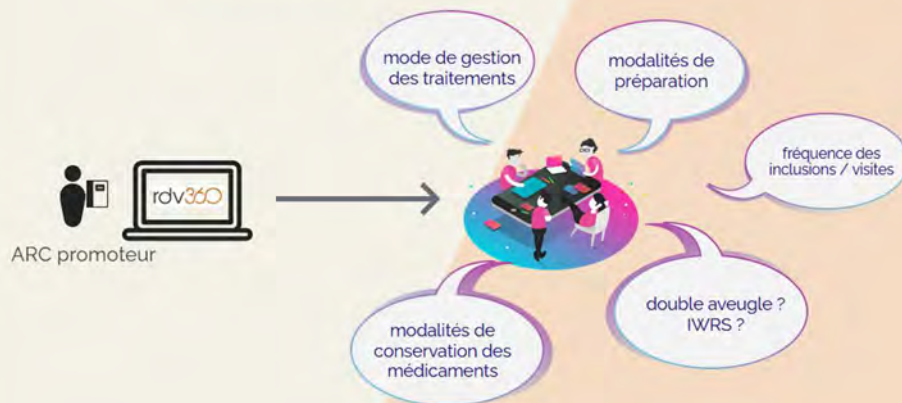 mode de gestion
des traitements
modalités de
préparation
fréquence des
inclusions / visites
rdv360
ARC promoteur
double aveugle ?
IWRS ?
modalités de
conservation des
médicaments